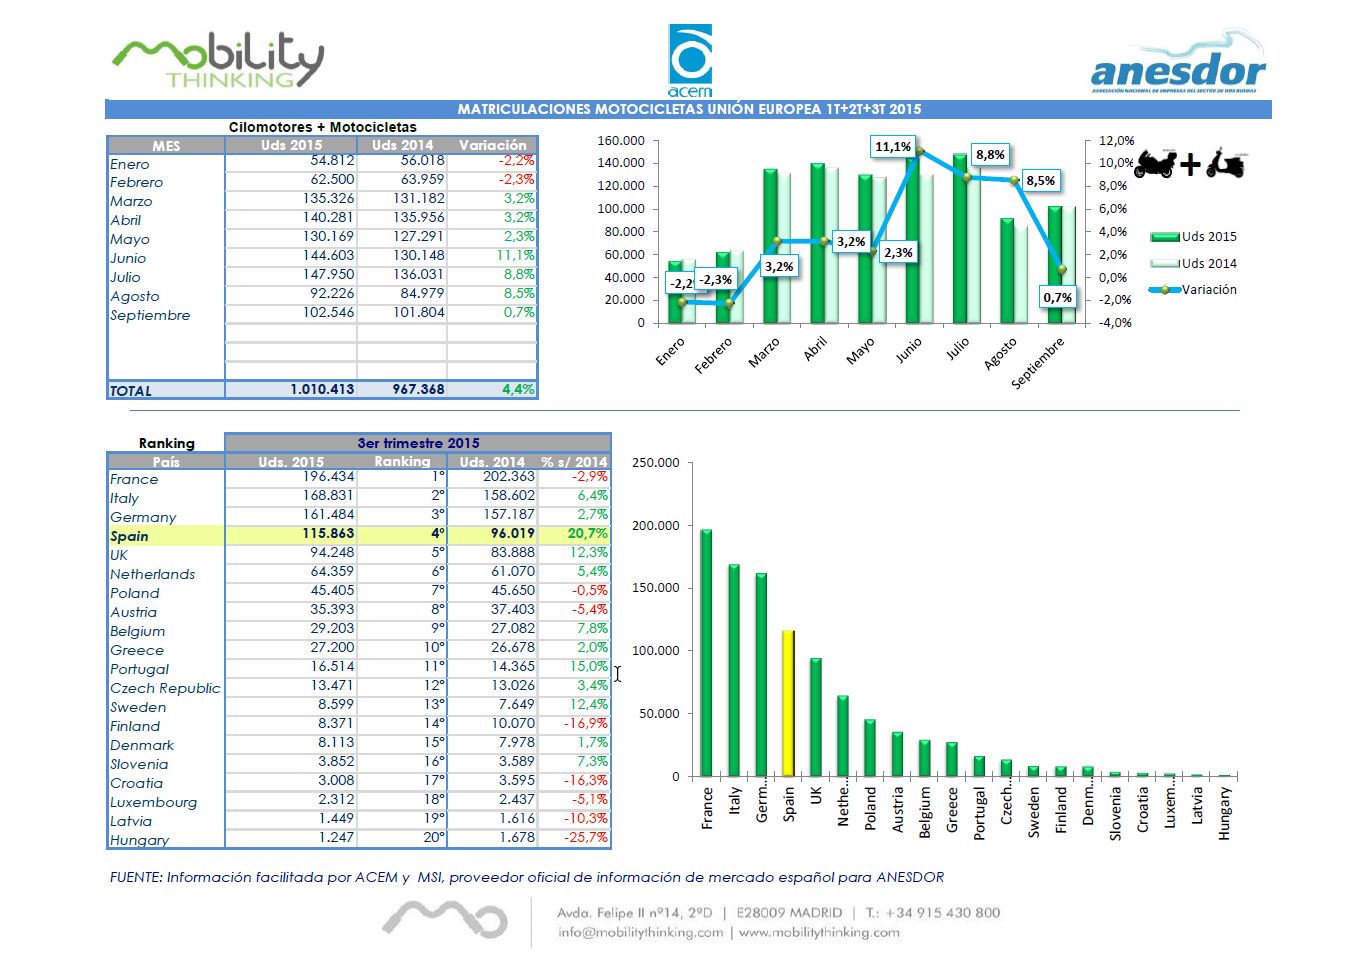 mobility
THINKING
acem
anesdor
ASOCIACIÓN NACIONAL DE EMPRESAS DEL SECTOR DE DOS RUEDAS
MATRICULACIONES MOTOCICLETAS UNIÓN EUROPEA 1T+2T+3T 2015
Cilomotores + Motocicletas
MES Uds 2015 Uds 2014 Variación
Enero 54.812 56.018 -2,2%
Febrero 62.500 63.959 -2,3%
Marzo 135.326 131.182 3,2%
Abril 140.281 135.956 3,2%
Mayo 130.169 127.291 2,3%
Junio 144.603 130.148 11,1%
Julio 147.950 136.031 8,8%
Agosto 92.226 84.979 8,5%
Septiembre 102.546 101.804 0,7%
TOTAL 1.010.413 967.368 4,4%
160.000
140.000
120.000
100.000
80.000
60.000
40.000
20.000
0
-2,2
-2,3%
3,2%
3,2%
2,3%
11,1%
8,8%
8,5%
0,7%
12,0%
10,0%
8,0%
6,0%
4,0%
2,0%
0,0%
-2,0%
-4,0%
+
Uds 2015
Uds 2014
Variación
Enero
Febrero
Marzo
Abril
Mayo
Junio
Julio
Agosto
Septiembre
Ranking 3er trimestre 2015
País Uds. 2015 Ranking Uds. 2014 % s/ 2014
France 196.434 1º 202.363 -2,9%
Italy 168.831 2º 158.602 6,4%
Germany 161.484 3º 157.187 2,7%
Spain 115.863 4º 96.019 20,7%
UK 94.248 5º 83.888 12,3%
Netherlands 64.359 6º 61.070 5,4%
Poland 45.405 7º 45.650 -0,5%
Austria 35.393 8º 37.403 -5,4%
Belgium 29.203 9º 27.082 7,8%
Greece 27.200 10º 26.678 2,0%
Portugal 16.514 11º 14.365 15,0%
Czech Republic 13.471 12º 13.026 3,4%
Sweden 8.599 13º 7.649 12,4%
Finland 8.371 14º 10.070 -16,9%
Denmark 8.113 15º 7.978 1,7%
Slovenia 3.852 16º 3.589 7,3%
Croatia 3.008 17º 3.595 -16,3%
Luxembourg 2.312 18º 2.437 -5,1%
Latvia 1.449 19º 1.616 -10,3%
Hungary 1.247 20º 1.678 -25,7%
250.000
200.000
150.000
100.000
50.000
0
France
Italy
Germ...
Spain
UK
Nethe...
Poland
Austria
Belgium
Greece
Portugal
Czech...
Sweden
Finland
Denm...
Slovenia
Croatia
Luxem...
Latvia
Hungary
FUENTE: Información facilitada por ACEM y MSI, proveedor oficial de información de mercado español para ANESDOR
Avda. Felipe II nº14, 2ºD | E28009 MADRID | T.: +34 915 430 800
info@mobilitythinking.com | www.mobilitythinking.com